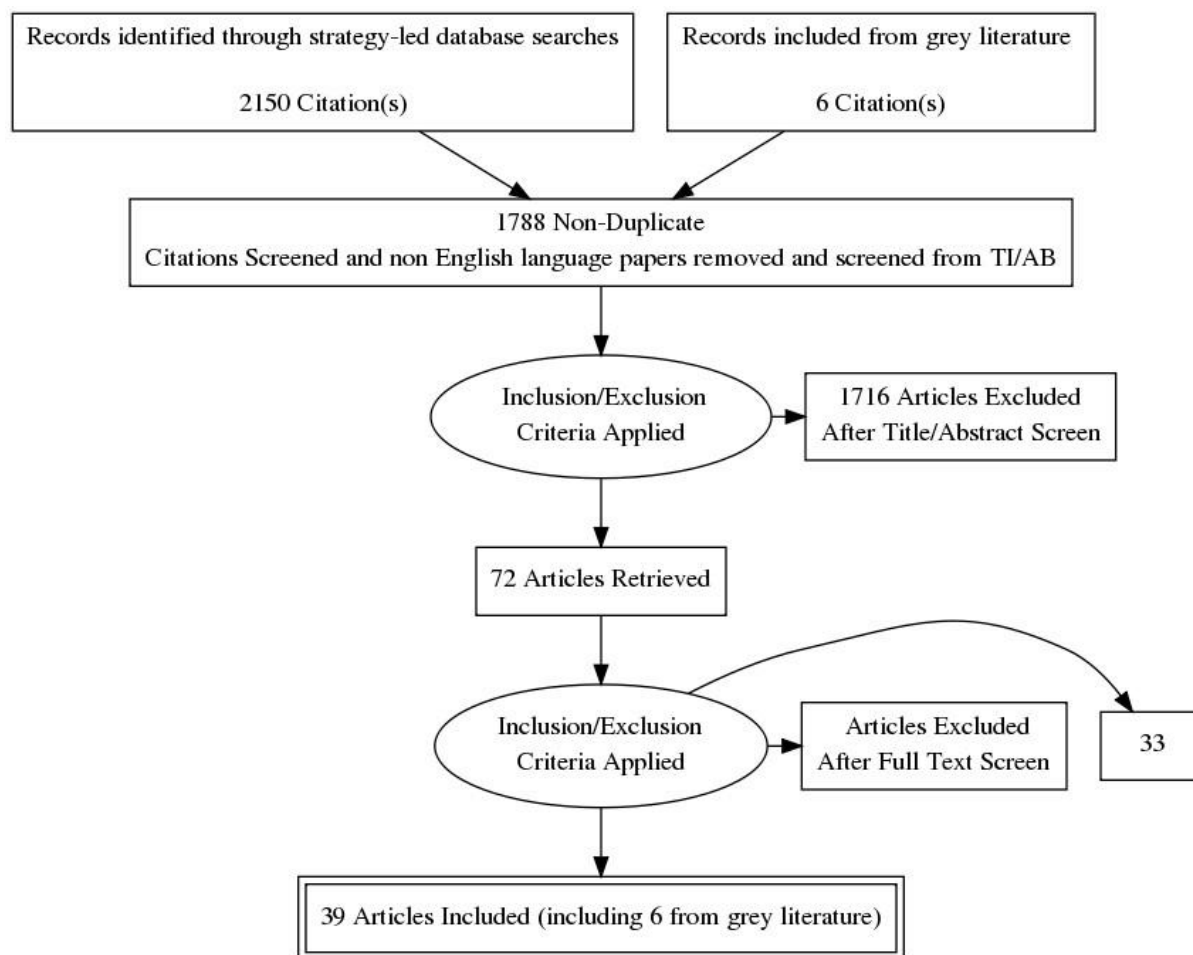 Records identified through strategy-led database searches
2150 Citation(s)
Records included from grey literature
6 Citation(s)
1788 Non-Duplicate
Citations Screened and non English language papers removed and screened from TI/AB
Inclusion/Exclusion
Criteria Applied
1716 Articles Excluded
After Title/Abstract Screen
72 Articles Retrieved
Inclusion/Exclusion
Criteria Applied
Articles Excluded
After Full Text Screen
33
39 Articles Included (including 6 from grey literature)